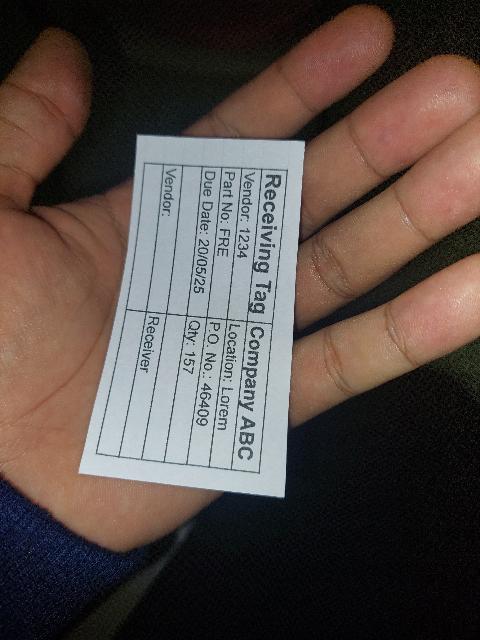 Receiving Tag Company ABC
Vendor: 1234 Location: Lorem
Part No: FRE P.O. No.: 46409
Due Date: 20/05/25 Qty: 157
Vendor: Receiver